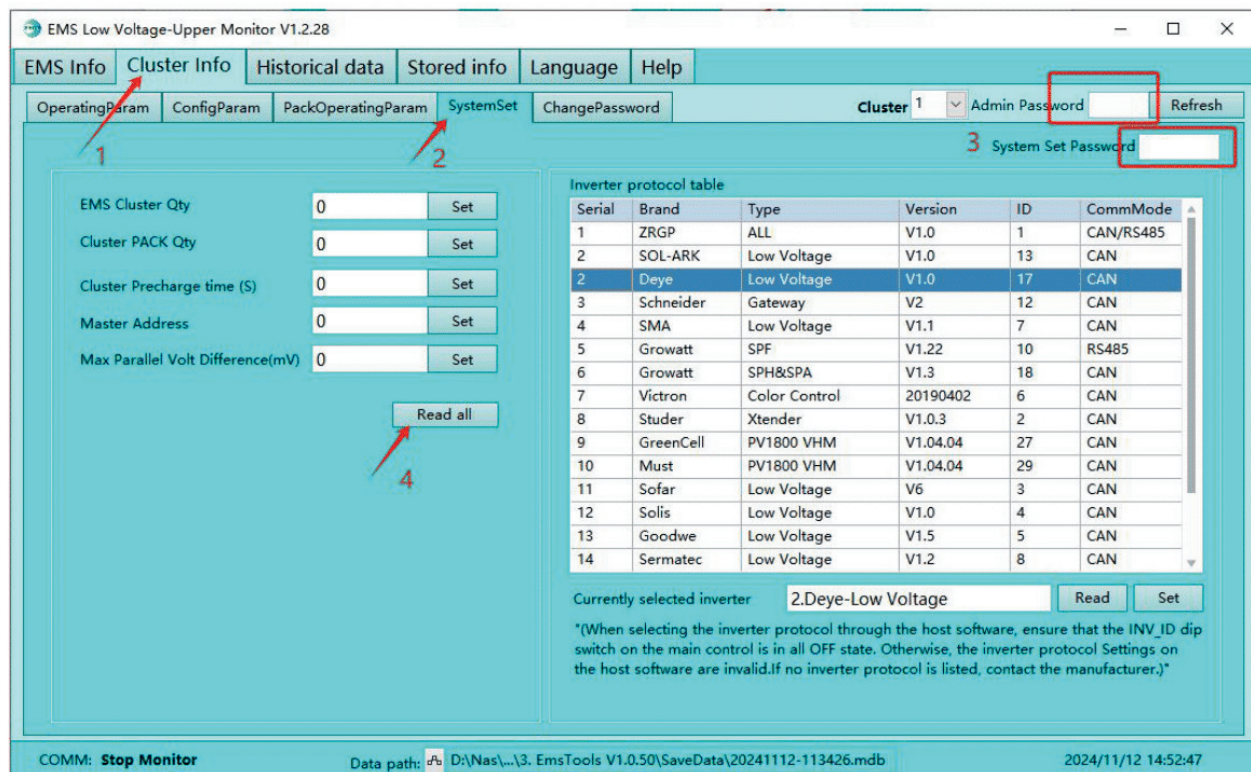 EMS Low Voltage-Upper Monitor V1.2.28
EMS Info Cluster Info Historical data Stored info Language Help
OperatingParam ConfigParam PackOperatingParam SystemSet ChangePassword Cluster 1 Admin Password Refresh
1 2 3 System Set Password
EMS Cluster Qty 0 Set
Cluster PACK Qty 0 Set
Cluster Precharge time (S) 0 Set
Master Address 0 Set
Max Parallel Volt Difference(mV) 0 Set
Read all
4
Inverter protocol table
Serial Brand Type Version ID CommMode
1 ZRGP ALL V1.0 1 CAN/RS485
2 SOL-ARK Low Voltage V1.0 13 CAN
2 Deye Low Voltage V1.0 17 CAN
3 Schneider Gateway V2 12 CAN
4 SMA Low Voltage V1.1 7 CAN
5 Growatt SPF V1.22 10 RS485
6 Growatt SPH&SPA V1.3 18 CAN
7 Victron Color Control 20190402 6 CAN
8 Studer Xtender V1.0.3 2 CAN
9 GreenCell PV1800 VHM V1.04.04 27 CAN
10 Must PV1800 VHM V1.04.04 29 CAN
11 Sofar Low Voltage V6 3 CAN
12 Solis Low Voltage V1.0 4 CAN
13 Goodwe Low Voltage V1.5 5 CAN
14 Sermatec Low Voltage V1.2 8 CAN
Currently selected inverter 2.Deye-Low Voltage Read Set
"(When selecting the inverter protocol through the host software, ensure that the INV_ID dip
switch on the main control is in all OFF state. Otherwise, the inverter protocol Settings on
the host software are invalid.If no inverter protocol is listed, contact the manufacturer.)"
COMM: Stop Monitor Data path: D:\Nas\...\3. EmsTools V1.0.50\SaveData\20241112-113426.mdb 2024/11/12 14:52:47